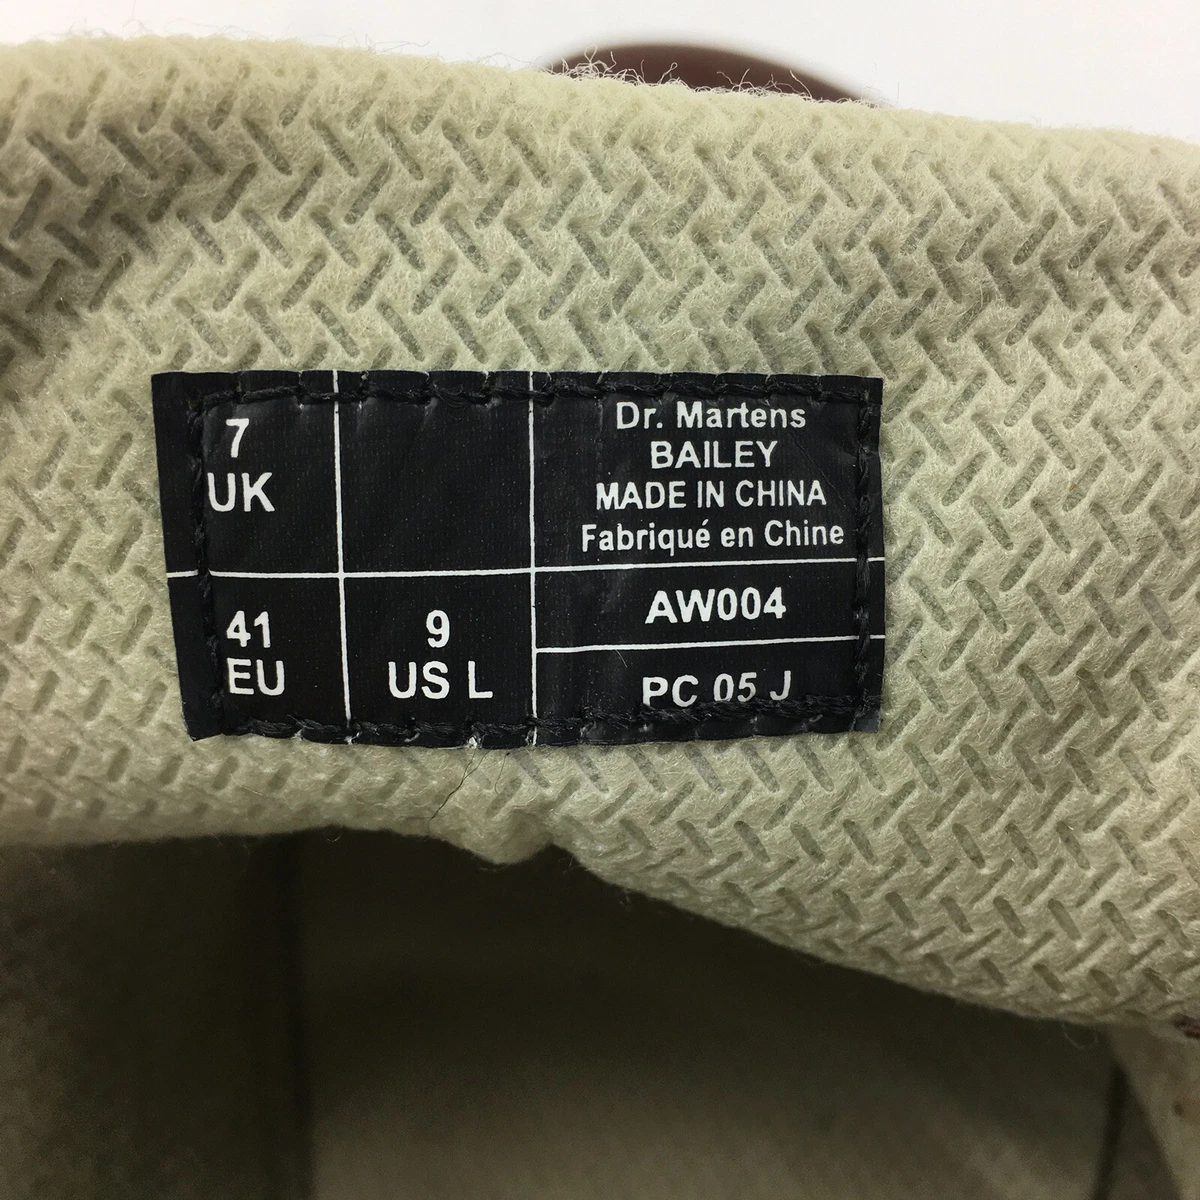 7
UK
Dr. Martens
BAILEY
MADE IN CHINA
Fabriqué en Chine
41
EU
9
US L
AW004
PC 05 J